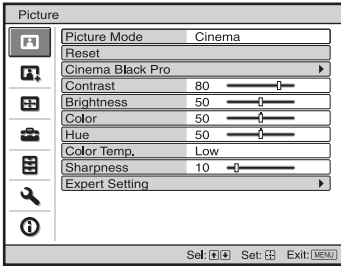 Picture
Picture Mode Cinema
Reset
Cinema Black Pro
Contrast 80
Brightness 50
Color 50
Hue 50
Color Temp. Low
Sharpness 10
Expert Setting
Sel: Set: Exit: MENU